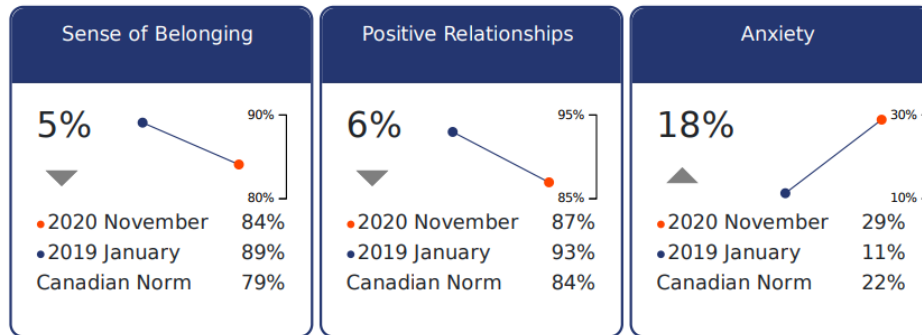 Sense of Belonging
5%
90%
80%
2020 November 84%
2019 January 89%
Canadian Norm 79%
Positive Relationships
6%
95%
85%
2020 November 87%
2019 January 93%
Canadian Norm 84%
Anxiety
18%
30%
10%
2020 November 29%
2019 January 11%
Canadian Norm 22%